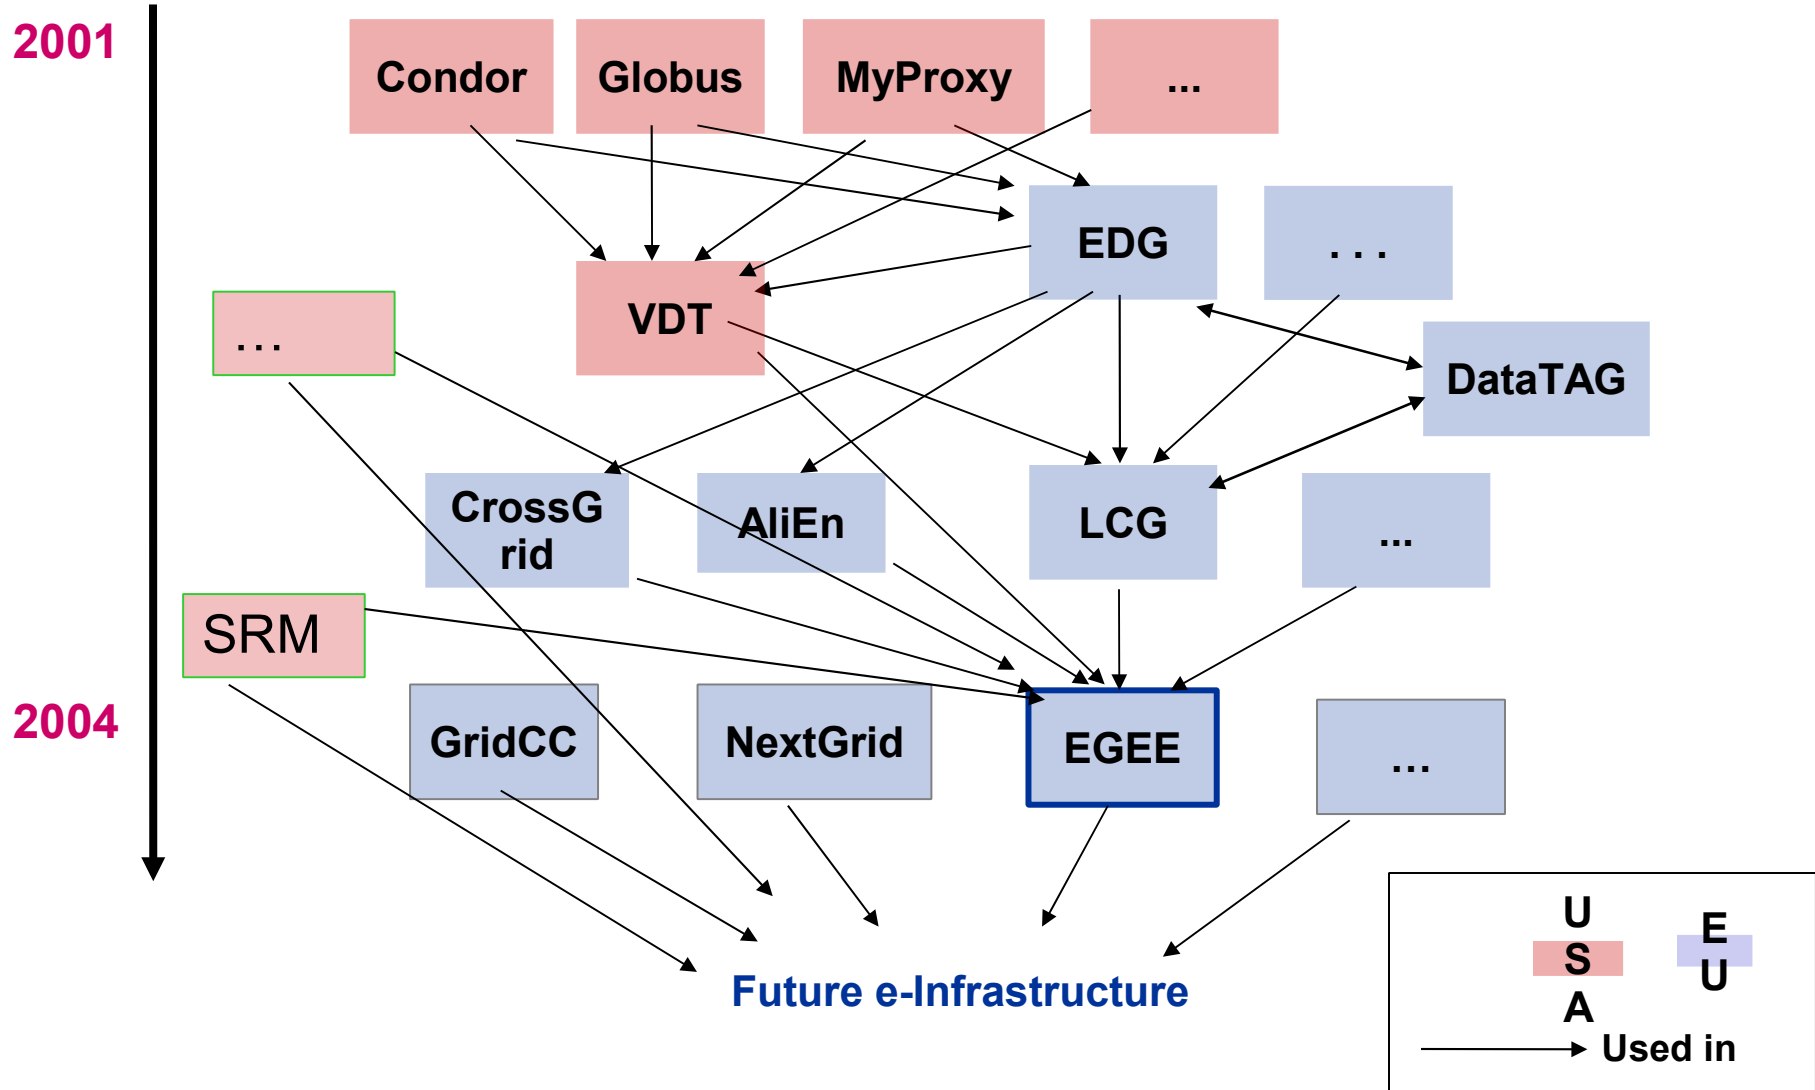 2001
Condor
Globus
MyProxy
...
EDG
. . .
VDT
. . .
DataTAG
CrossG
rid
AliEn
LCG
...
SRM
2004
GridCC
NextGrid
EGEE
...
Future e-Infrastructure
U
S
A
E
U
Used in